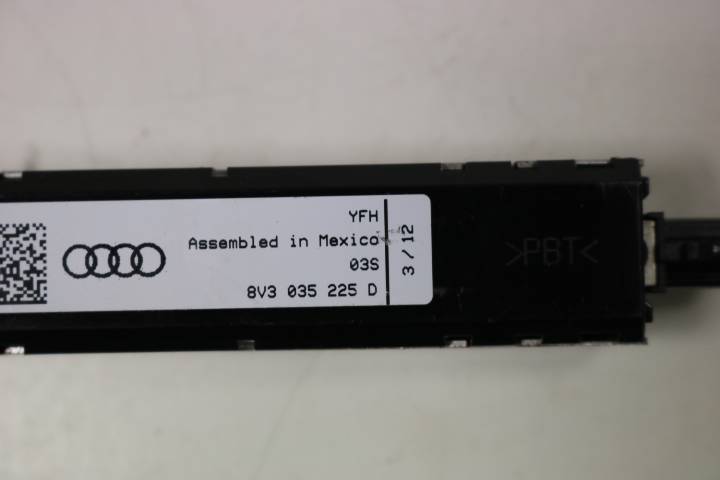 YFH
Assembled in Mexico
03S
8V3 035 225 D
3 / 12
>PBT<